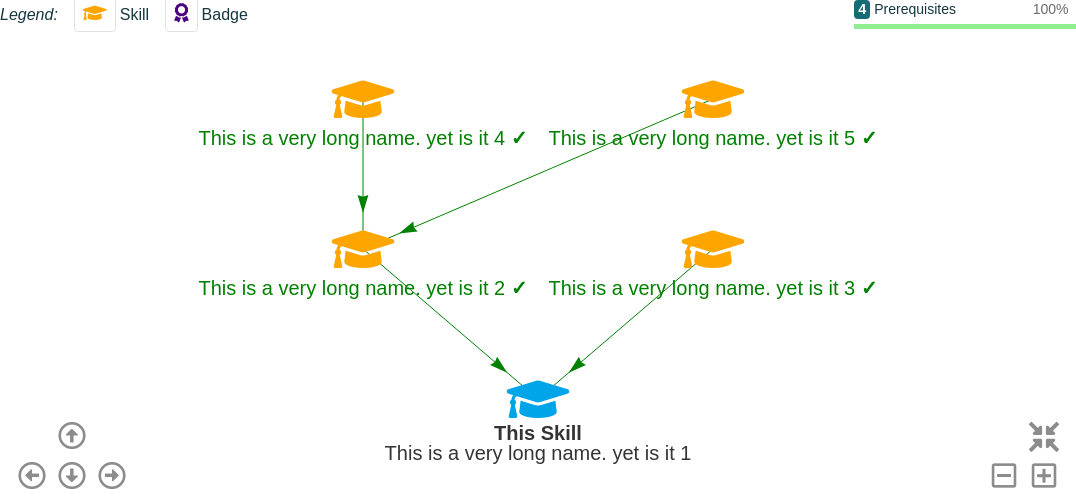 Legend: Skill Badge
4 Prerequisites 100%
This is a very long name. yet is it 4 ✓
This is a very long name. yet is it 5 ✓
This is a very long name. yet is it 2 ✓
This is a very long name. yet is it 3 ✓
This Skill
This is a very long name. yet is it 1